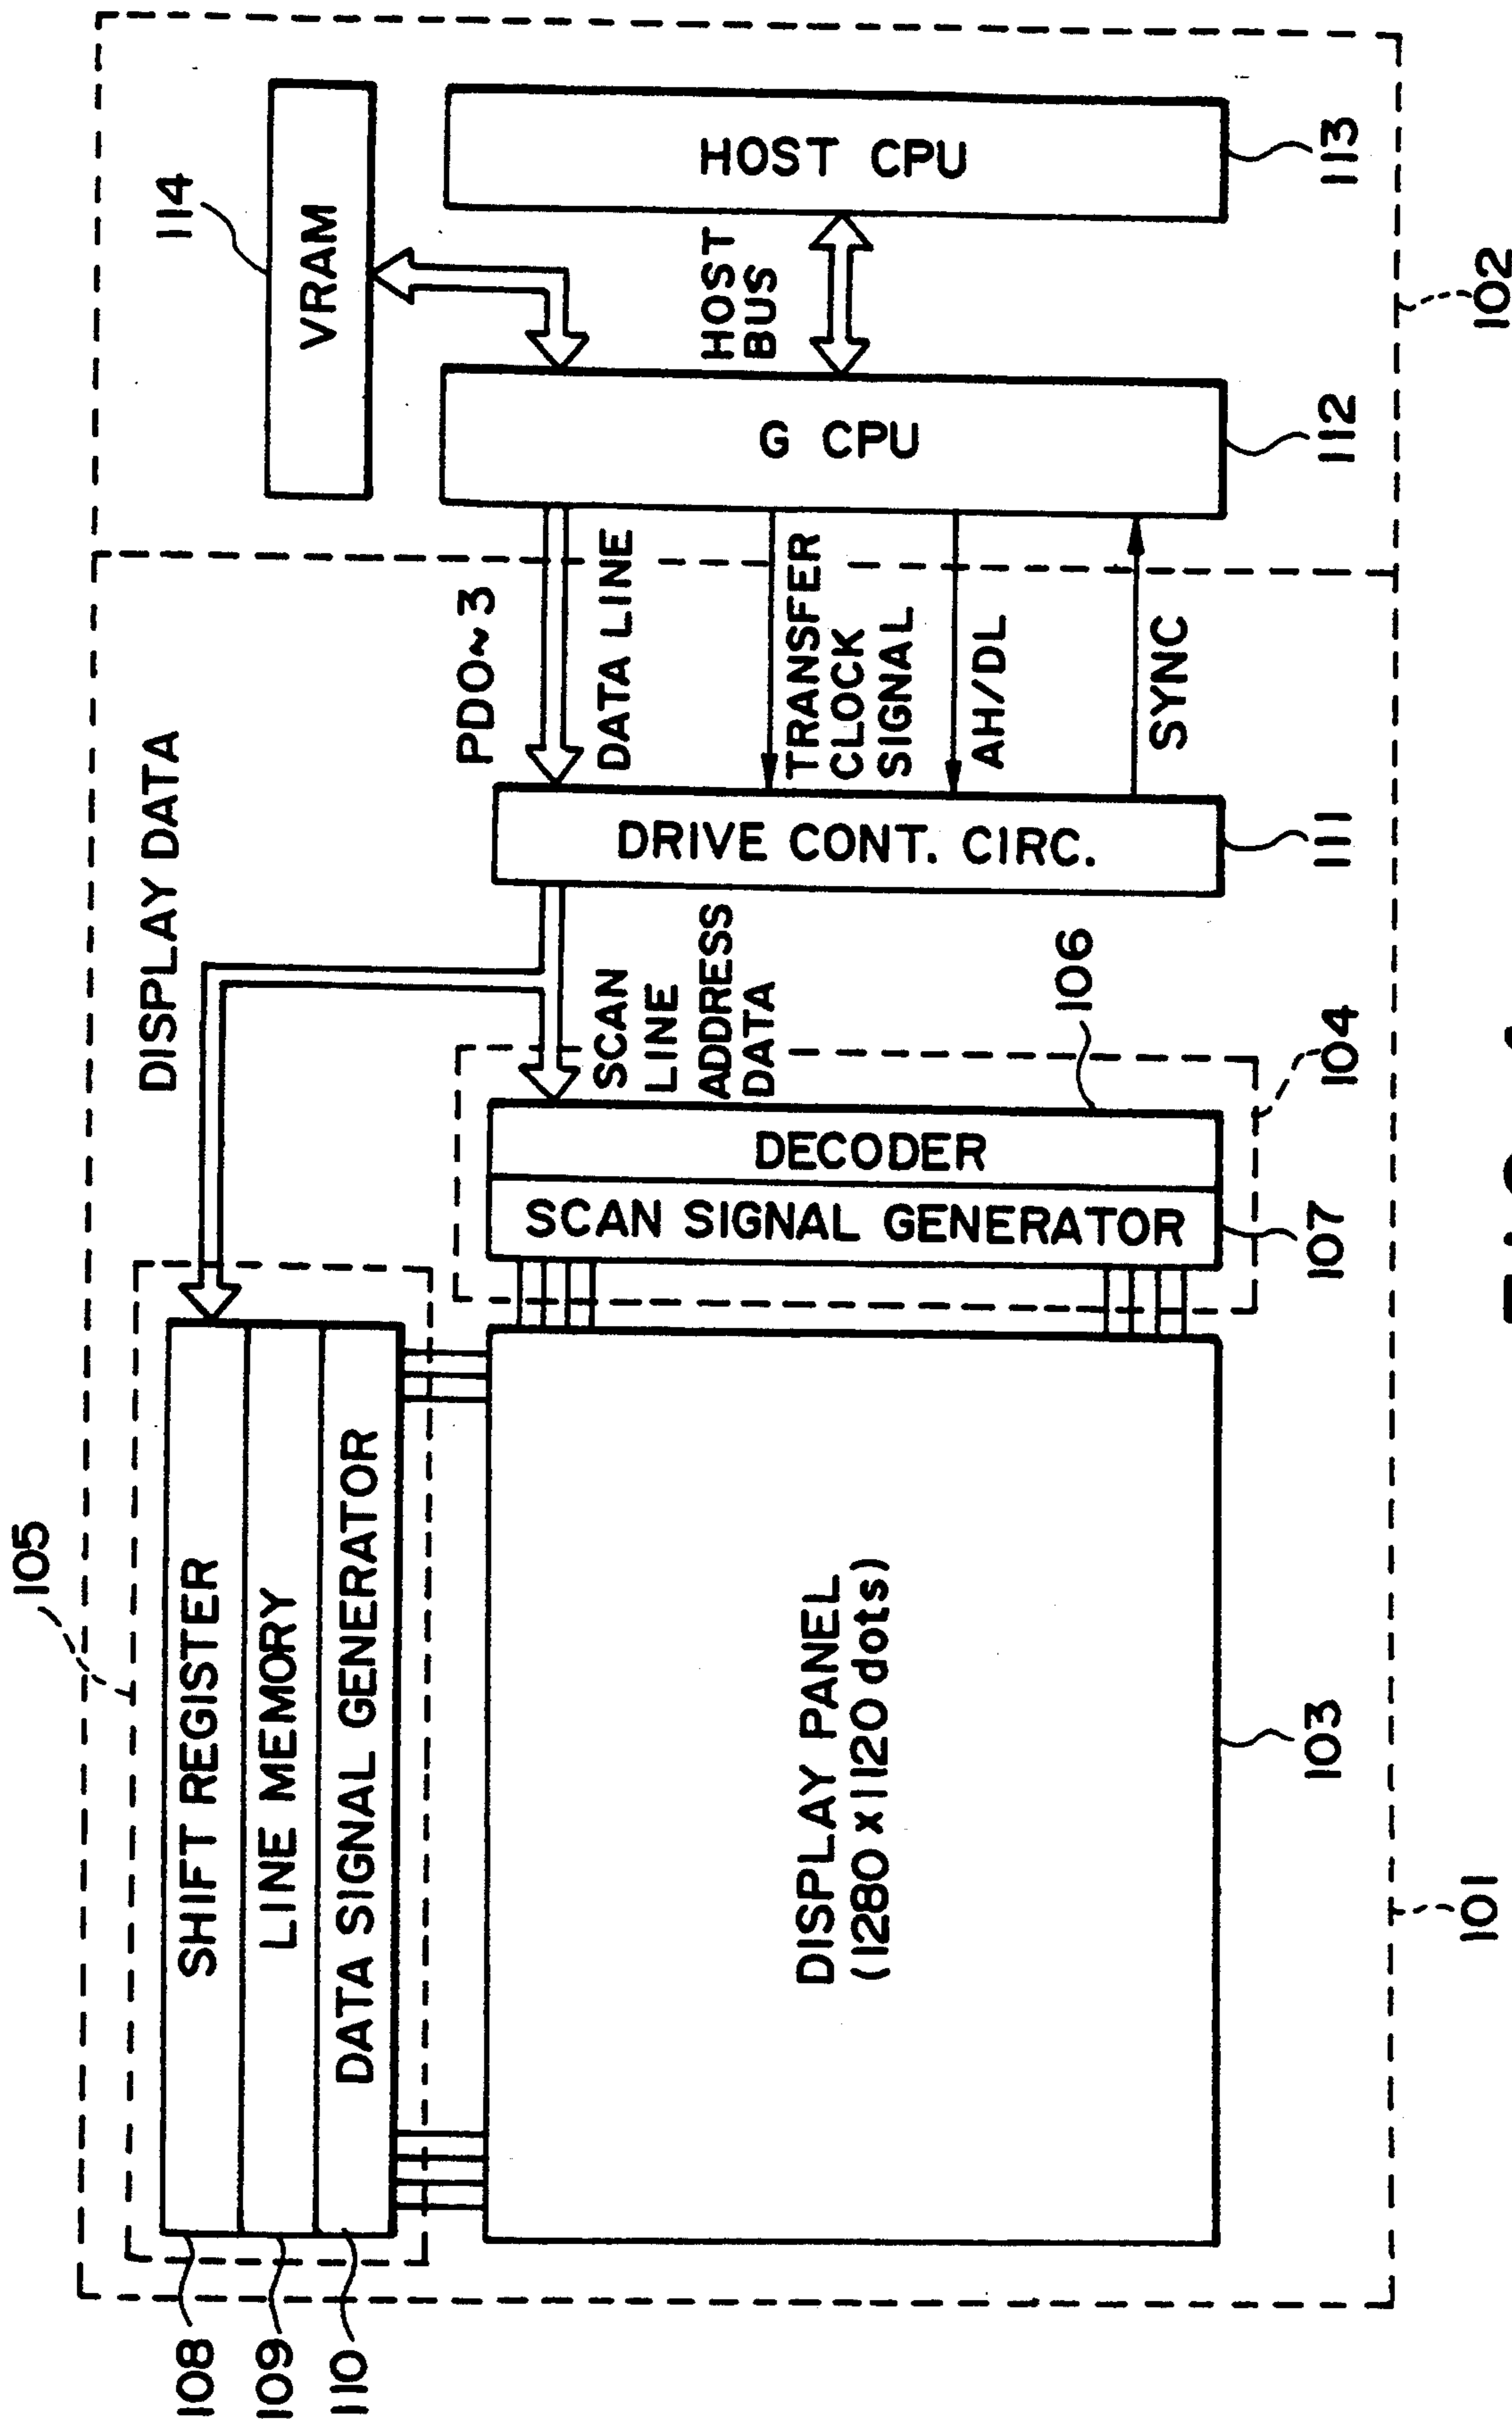 105
108
SHIFT REGISTER
109
LINE MEMORY
110
DATA SIGNAL GENERATOR
DISPLAY DATA
114
VRAM
DISPLAY PANEL
(1280 x 1120 dots)
103
SCAN SIGNAL GENERATOR
107
DECODER
106
104
SCAN
LINE
ADDRESS
DATA
DRIVE CONT. CIRC.
111
PD0~3
DATA LINE
TRANSFER
CLOCK
SIGNAL
AH/DL
SYNC
G CPU
112
HOST
BUS
HOST CPU
113
101
102